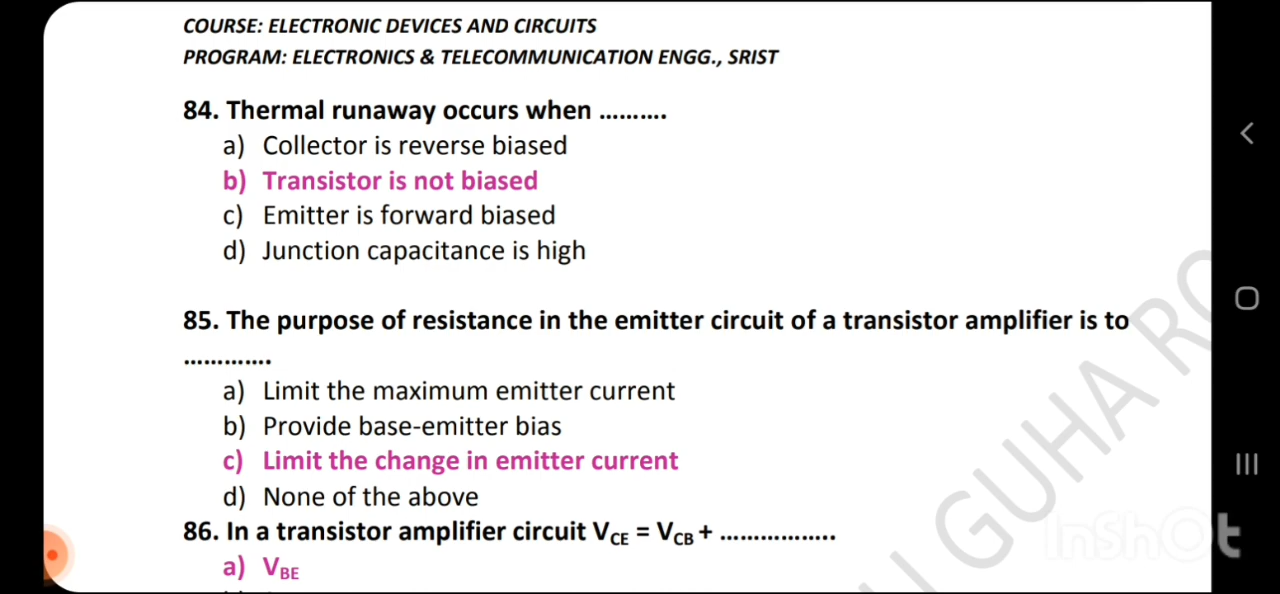 COURSE: ELECTRONIC DEVICES AND CIRCUITS
PROGRAM: ELECTRONICS & TELECOMMUNICATION ENGG., SRIST
84. Thermal runaway occurs when ..........
a) Collector is reverse biased
b) Transistor is not biased
c) Emitter is forward biased
d) Junction capacitance is high
85. The purpose of resistance in the emitter circuit of a transistor amplifier is to
.............
a) Limit the maximum emitter current
b) Provide base-emitter bias
c) Limit the change in emitter current
d) None of the above
86. In a transistor amplifier circuit VCE = VCB + .................
a) VBE
GUHA
InShOt